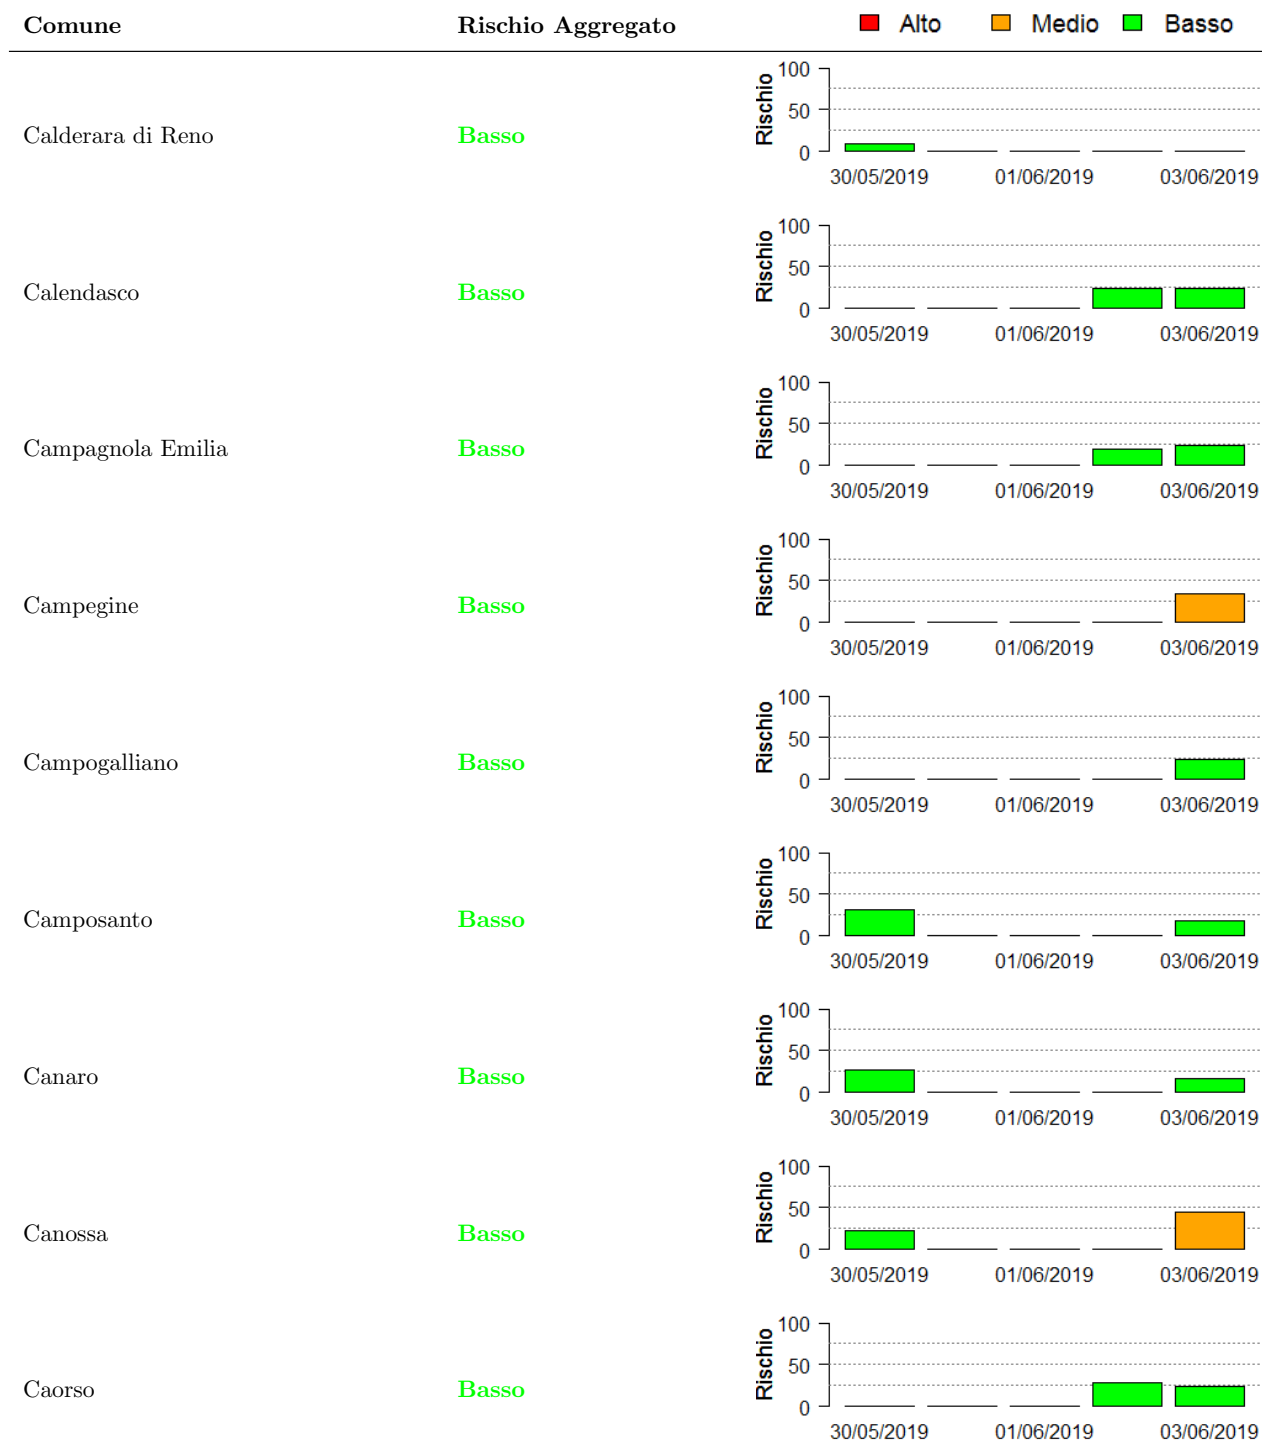 Comune Rischio Aggregato Alto Medio Basso
100
50
0
Rischio
Calderara di Reno Basso
30/05/2019 01/06/2019 03/06/2019
100
50
0
Rischio
Calendasco Basso
30/05/2019 01/06/2019 03/06/2019
100
50
0
Rischio
Campagnola Emilia Basso
30/05/2019 01/06/2019 03/06/2019
100
50
0
Rischio
Campegine Basso
30/05/2019 01/06/2019 03/06/2019
100
50
0
Rischio
Campogalliano Basso
30/05/2019 01/06/2019 03/06/2019
100
50
0
Rischio
Camposanto Basso
30/05/2019 01/06/2019 03/06/2019
100
50
0
Rischio
Canaro Basso
30/05/2019 01/06/2019 03/06/2019
100
50
0
Rischio
Canossa Basso
30/05/2019 01/06/2019 03/06/2019
100
50
0
Rischio
Caorso Basso
30/05/2019 01/06/2019 03/06/2019